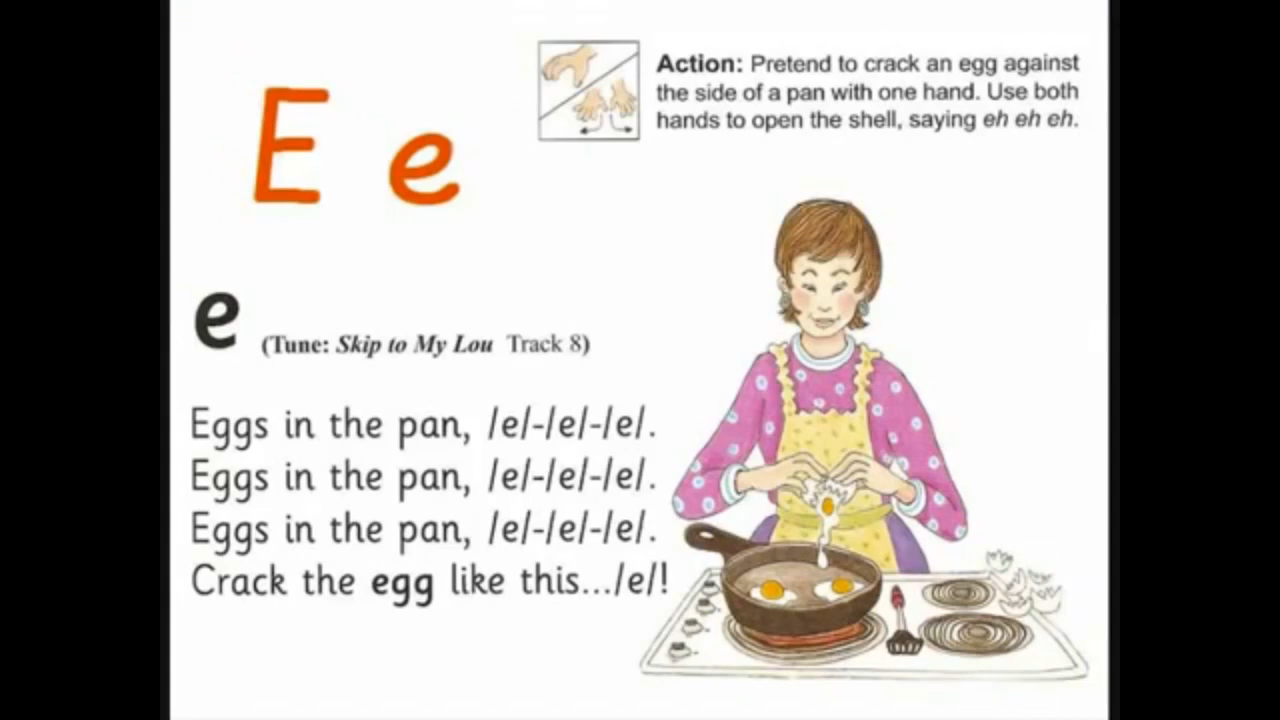 E e
Action: Pretend to crack an egg against
the side of a pan with one hand. Use both
hands to open the shell, saying eh eh eh.
e
(Tune: Skip to My Lou Track 8)
Eggs in the pan, /e/-/e/-/e/.
Eggs in the pan, /e/-/e/-/e/.
Eggs in the pan, /e/-/e/-/e/.
Crack the egg like this.../e/!